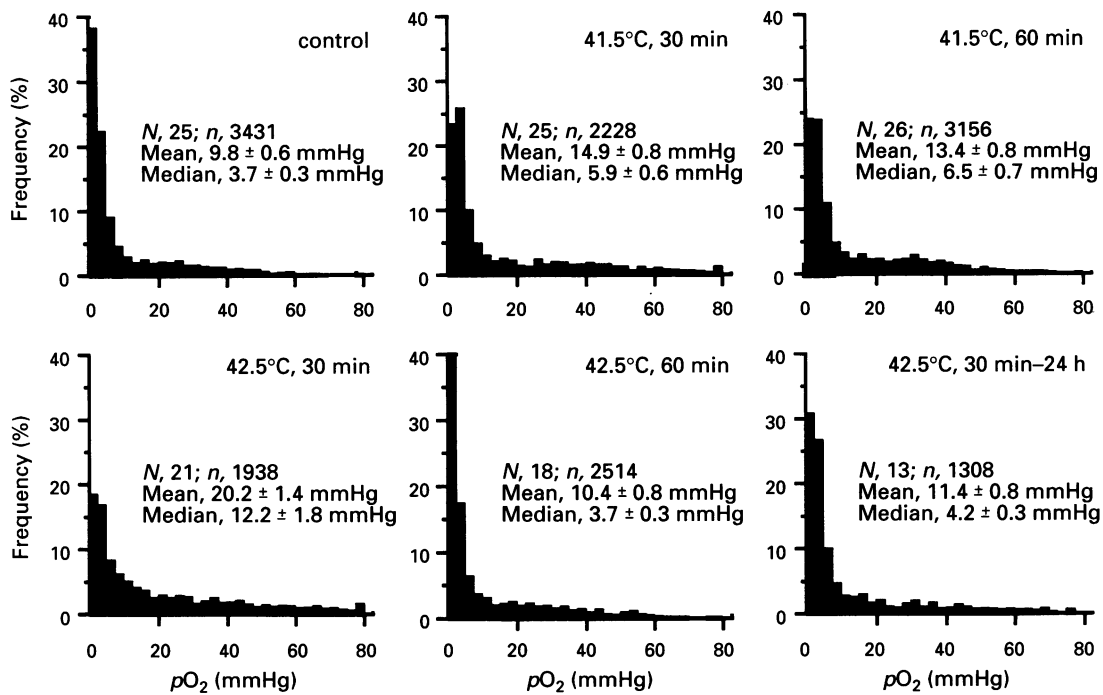 Frequency (%)
40
30
20
10
0
control
N, 25; n, 3431
Mean, 9.8 ± 0.6 mmHg
Median, 3.7 ± 0.3 mmHg
0 20 40 60 80
40
30
20
10
0
41.5°C, 30 min
N, 25; n, 2228
Mean, 14.9 ± 0.8 mmHg
Median, 5.9 ± 0.6 mmHg
0 20 40 60 80
40
30
20
10
0
41.5°C, 60 min
N, 26; n, 3156
Mean, 13.4 ± 0.8 mmHg
Median, 6.5 ± 0.7 mmHg
0 20 40 60 80
Frequency (%)
40
30
20
10
0
42.5°C, 30 min
N, 21; n, 1938
Mean, 20.2 ± 1.4 mmHg
Median, 12.2 ± 1.8 mmHg
0 20 40 60 80
pO₂ (mmHg)
40
30
20
10
0
42.5°C, 60 min
N, 18; n, 2514
Mean, 10.4 ± 0.8 mmHg
Median, 3.7 ± 0.3 mmHg
0 20 40 60 80
pO₂ (mmHg)
40
30
20
10
0
42.5°C, 30 min–24 h
N, 13; n, 1308
Mean, 11.4 ± 0.8 mmHg
Median, 4.2 ± 0.3 mmHg
0 20 40 60 80
pO₂ (mmHg)